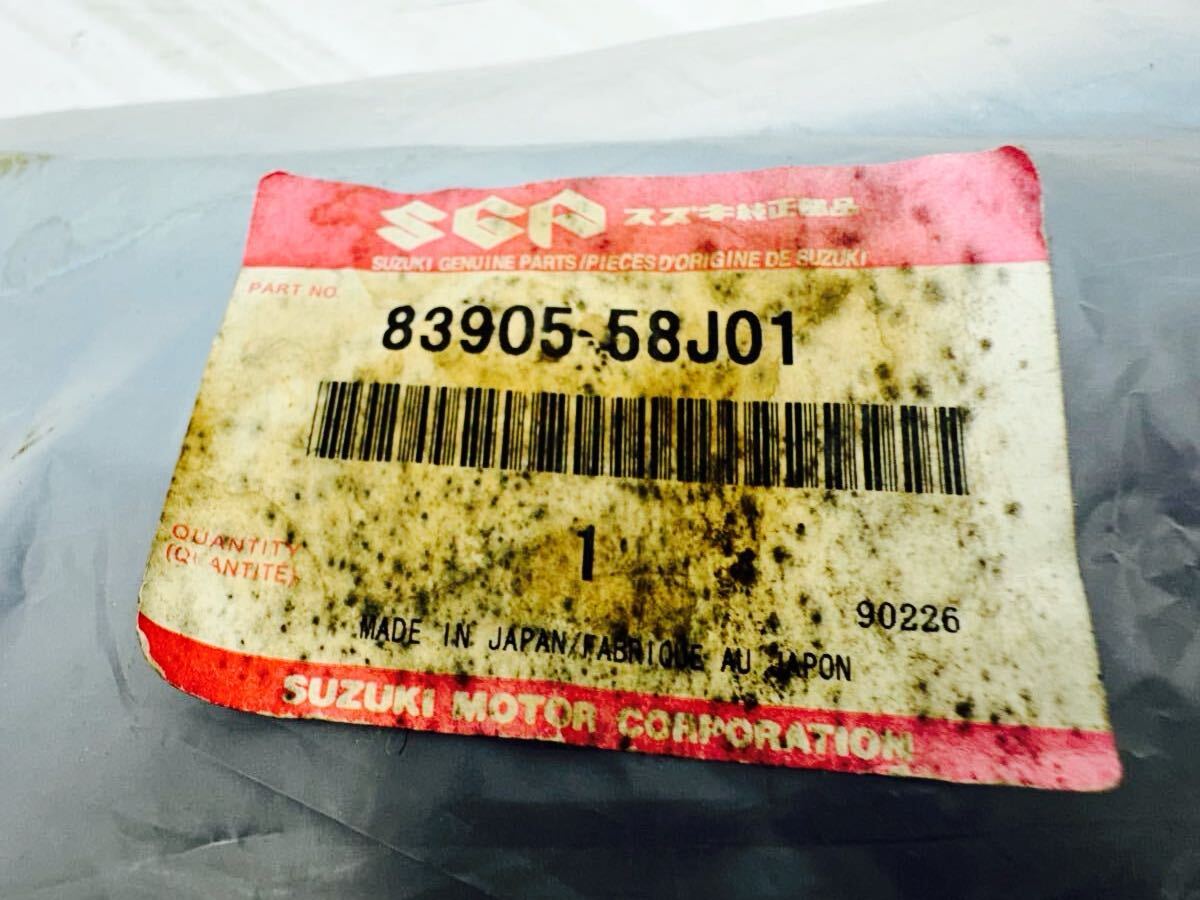 SGP スズキ純正部品
SUZUKI GENUINE PARTS/PIECES D'ORIGINE DE SUZUKI
PART NO.
83905-58J01
QUANTITY
(QUANTITÉ)
1
90226
MADE IN JAPAN/FABRIQUE AU JAPON
SUZUKI MOTOR CORPORATION